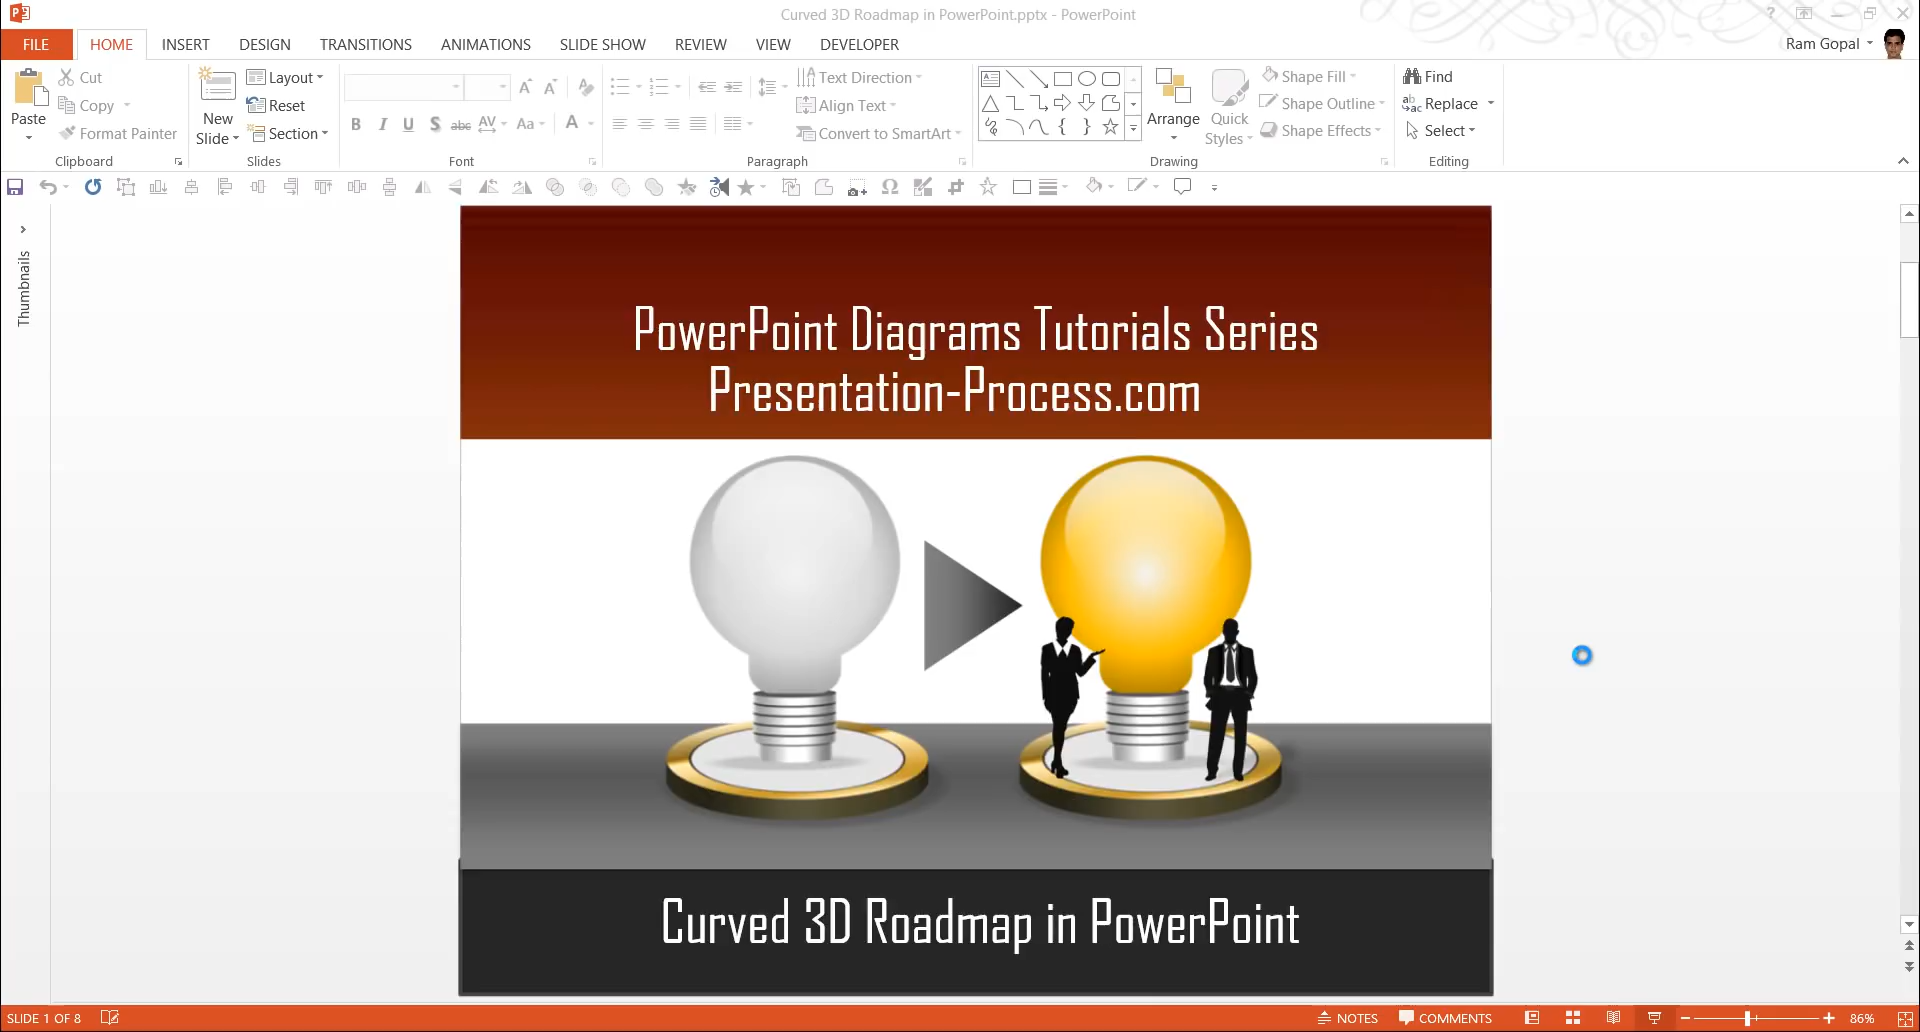 Curved 3D Roadmap in PowerPoint.pptx - PowerPoint
FILE HOME INSERT DESIGN TRANSITIONS ANIMATIONS SLIDE SHOW REVIEW VIEW DEVELOPER
Ram Gopal
Paste
Cut
Copy
Format Painter
Clipboard
New
Slide
Layout
Reset
Section
Slides
B I U S abc AV Aa A
Font
Text Direction
Align Text
Convert to SmartArt
Paragraph
Arrange
Quick
Styles
Shape Fill
Shape Outline
Shape Effects
Drawing
Find
Replace
Select
Editing
Thumbnails
PowerPoint Diagrams Tutorials Series
Presentation-Process.com
Curved 3D Roadmap in PowerPoint
SLIDE 1 OF 8
NOTES
COMMENTS
86%